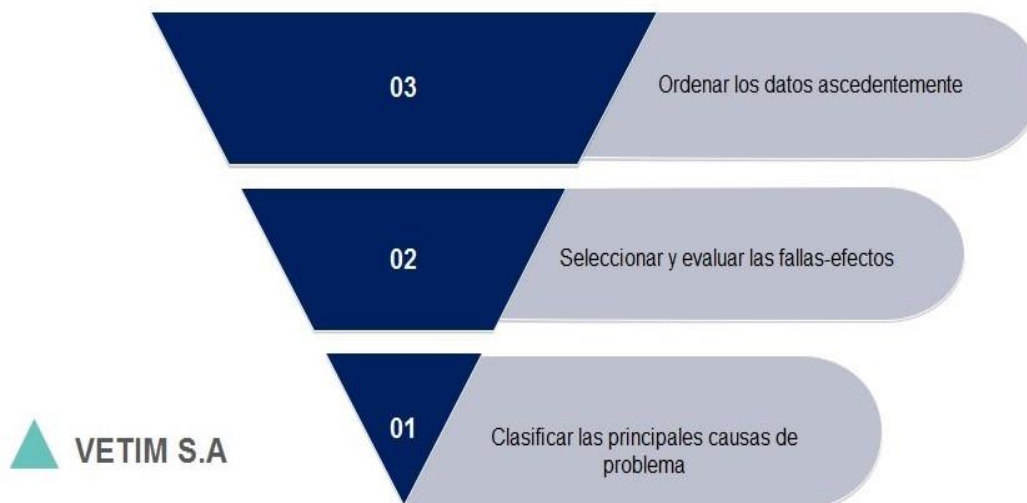 03
Ordenar los datos ascedentemente
02
Seleccionar y evaluar las fallas-efectos
01
Clasificar las principales causas de
problema
VETIM S.A